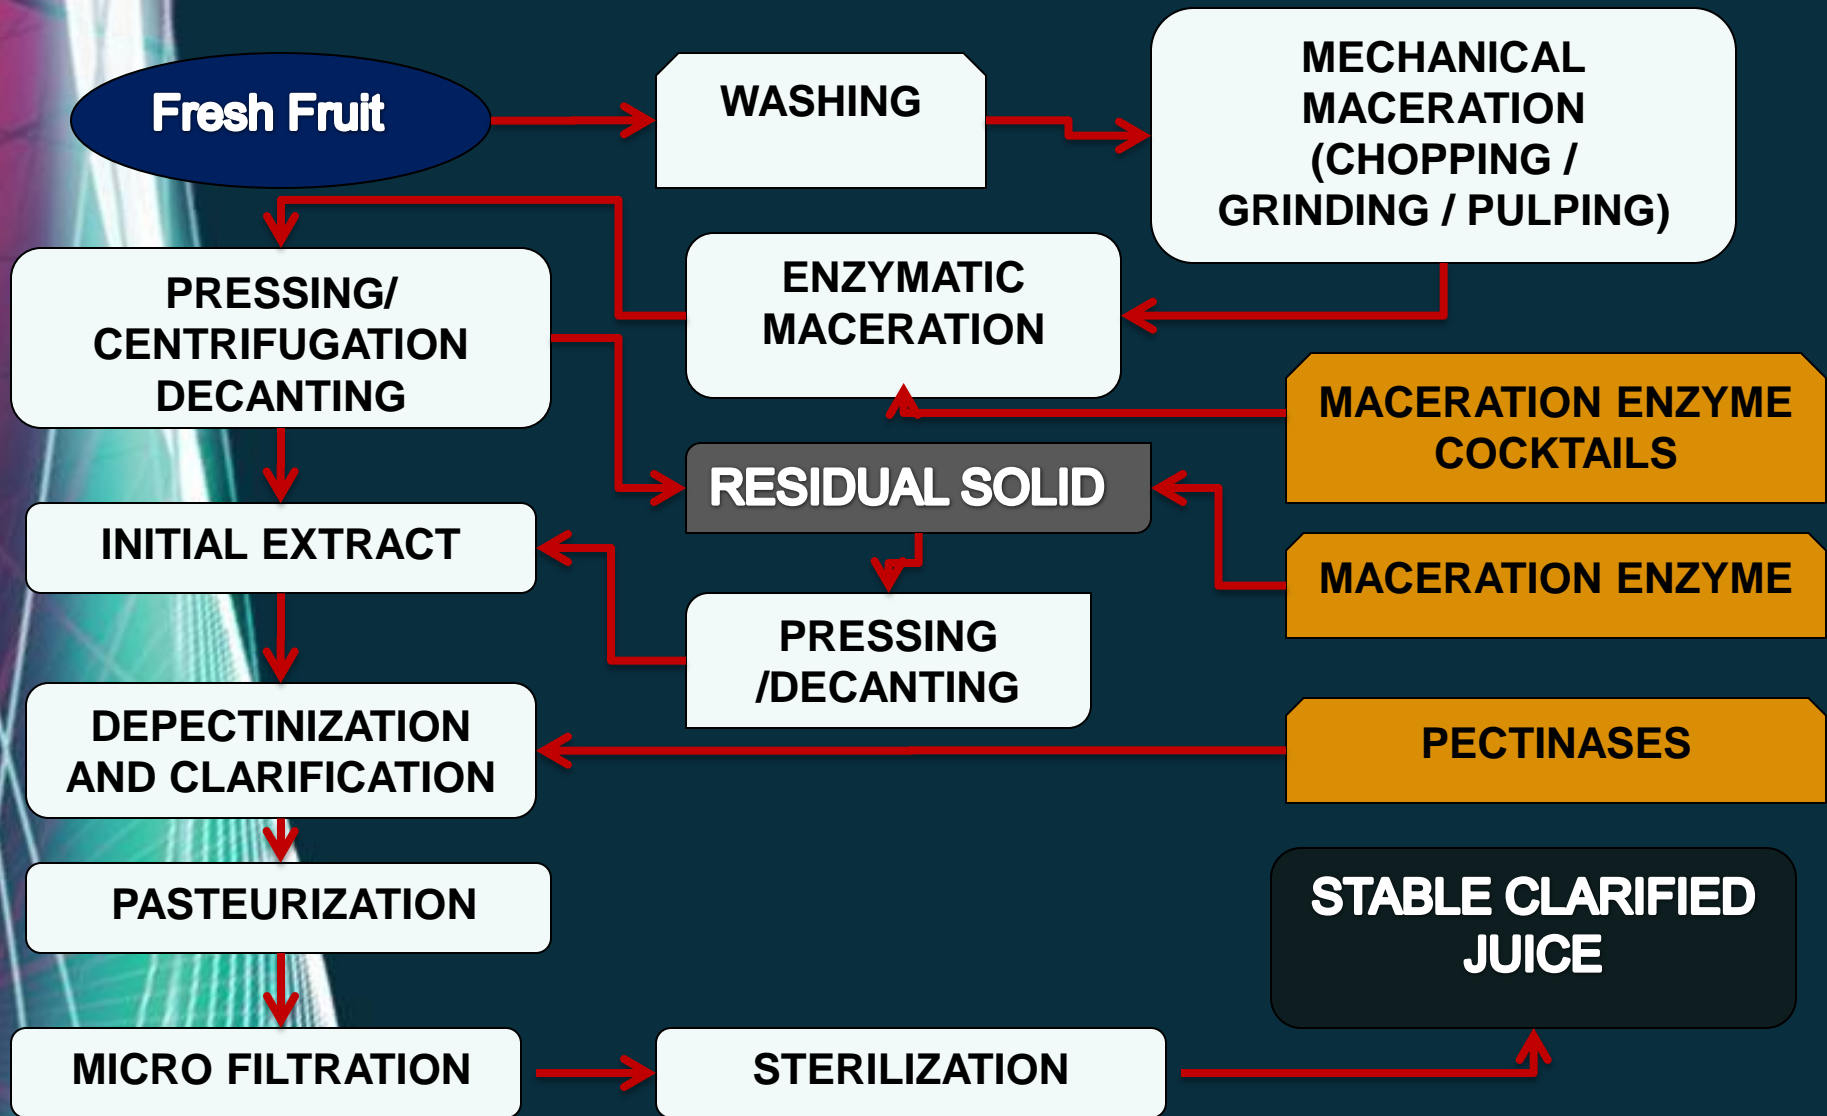 Fresh Fruit
WASHING
MECHANICAL
MACERATION
(CHOPPING /
GRINDING / PULPING)
PRESSING/
CENTRIFUGATION
DECANTING
ENZYMATIC
MACERATION
MACERATION ENZYME
COCKTAILS
RESIDUAL SOLID
INITIAL EXTRACT
MACERATION ENZYME
PRESSING
/DECANTING
DEPECTINIZATION
AND CLARIFICATION
PECTINASES
PASTEURIZATION
STABLE CLARIFIED
JUICE
MICRO FILTRATION
STERILIZATION